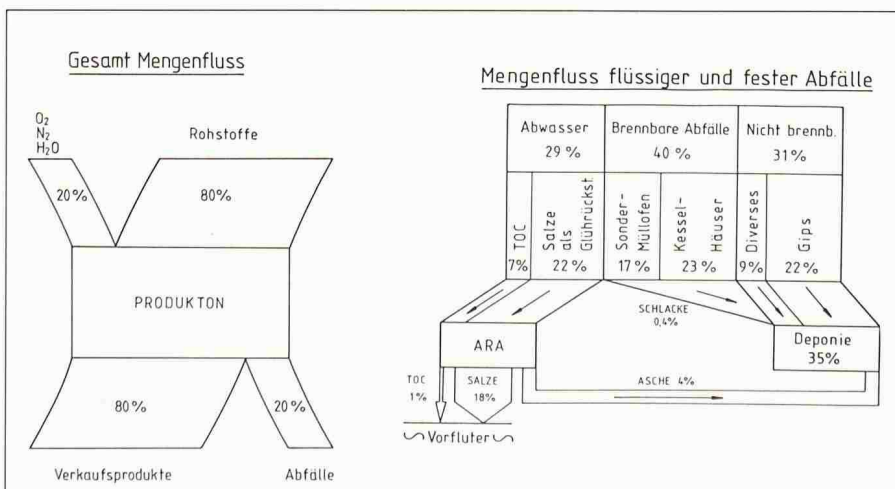 Gesamt Mengenfluss
O₂
N₂
H₂O
Rohstoffe
20%
80%
PRODUKTON
80%
20%
Verkaufsprodukte
Abfälle
Mengenfluss flüssiger und fester Abfälle
Abwasser
29%
Brennbare Abfälle
40%
Nicht brennb.
31%
TOC
7%
Salze
als
Glührückst.
22%
Sonder-
Müllofen
17%
Kessel-
Häuser
23%
Diverses
9%
Gips
22%
SCHLACKE
0,4%
ARA
Deponie
35%
TOC
1%
SALZE
18%
ASCHE 4%
Vorfluter